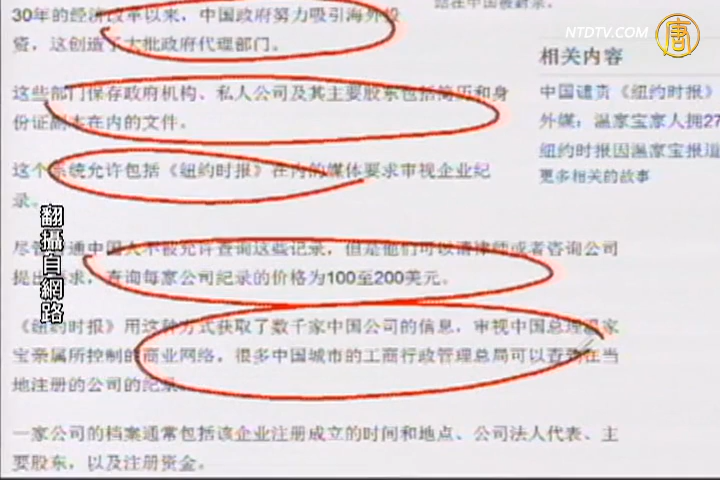 站在中国被封杀。
NTDTV.COM
唐
30年的经济改革以来，中国政府努力吸引海外投
资，这创造了大批政府代理部门。
这些部门保存政府机构、私人公司及其主要股东包括简历和身
份证副本在内的文件。
这个系统允许包括《纽约时报》在内的媒体要求审视企业纪
录。
尽管普通中国人不被允许查询这些记录，但是他们可以请律师或者咨询公司
提出要求，查询每家公司纪录的价格为100至200美元。
《纽约时报》用这种方式获取了数千家中国公司的信息，审视中国总理温家
宝亲属所控制的商业网络，很多中国城市的工商行政管理总局可以查到在当
地注册的公司的纪录。
一家公司的档案通常包括该企业注册成立的时间和地点、公司法人代表、主
要股东，以及注册资金。
相关内容
中国谴责《纽约时报》
外媒：温家宝家人拥27
纽约时报因温家宝报道
更多相关的故事
翻攝自網路